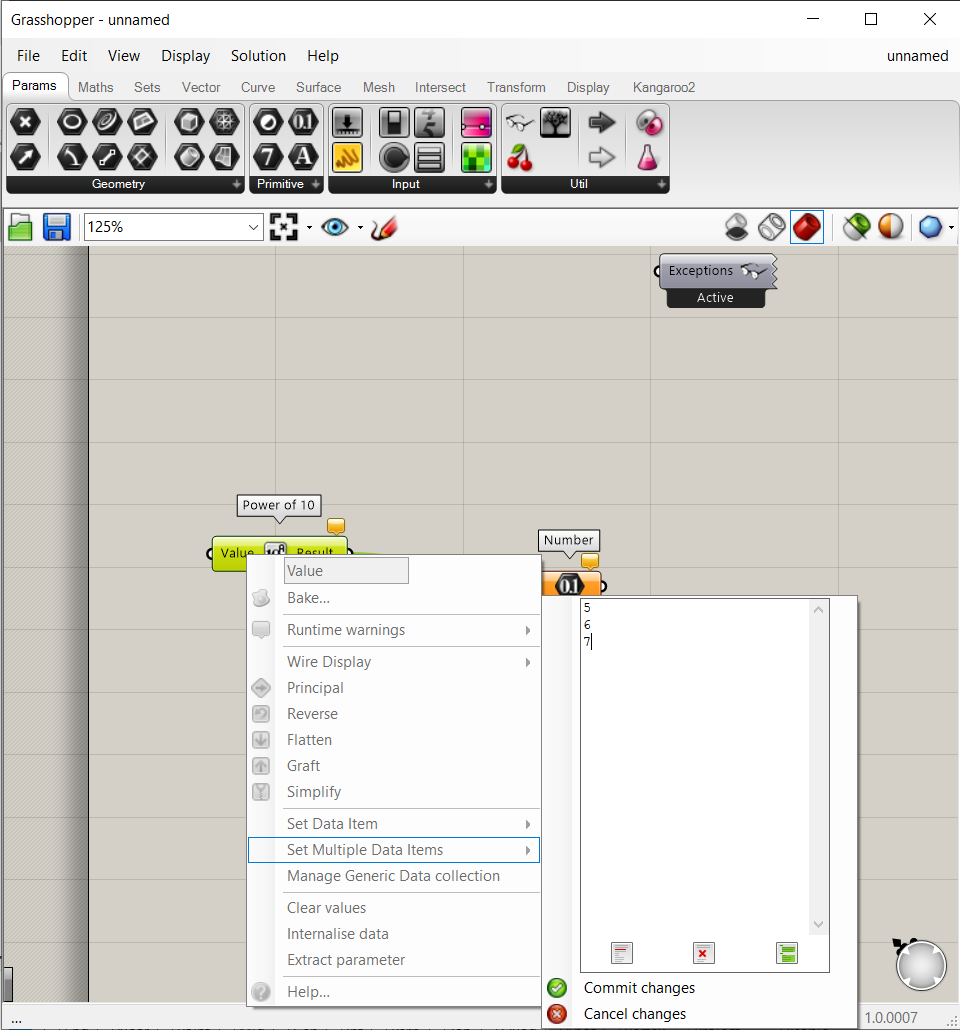 Grasshopper - unnamed
File Edit View Display Solution Help unnamed
Params Maths Sets Vector Curve Surface Mesh Intersect Transform Display Kangaroo2
0.1
7 A
Geometry Primitive Input Util
125%
Exceptions
Active
Power of 10
Value 10⁸ Result
Number
0.1
Value
Bake...
Runtime warnings
Wire Display
Principal
Reverse
Flatten
Graft
Simplify
Set Data Item
Set Multiple Data Items
Manage Generic Data collection
Clear values
Internalise data
Extract parameter
Help...
5
6
7
Commit changes
Cancel changes
... 1.0.0007